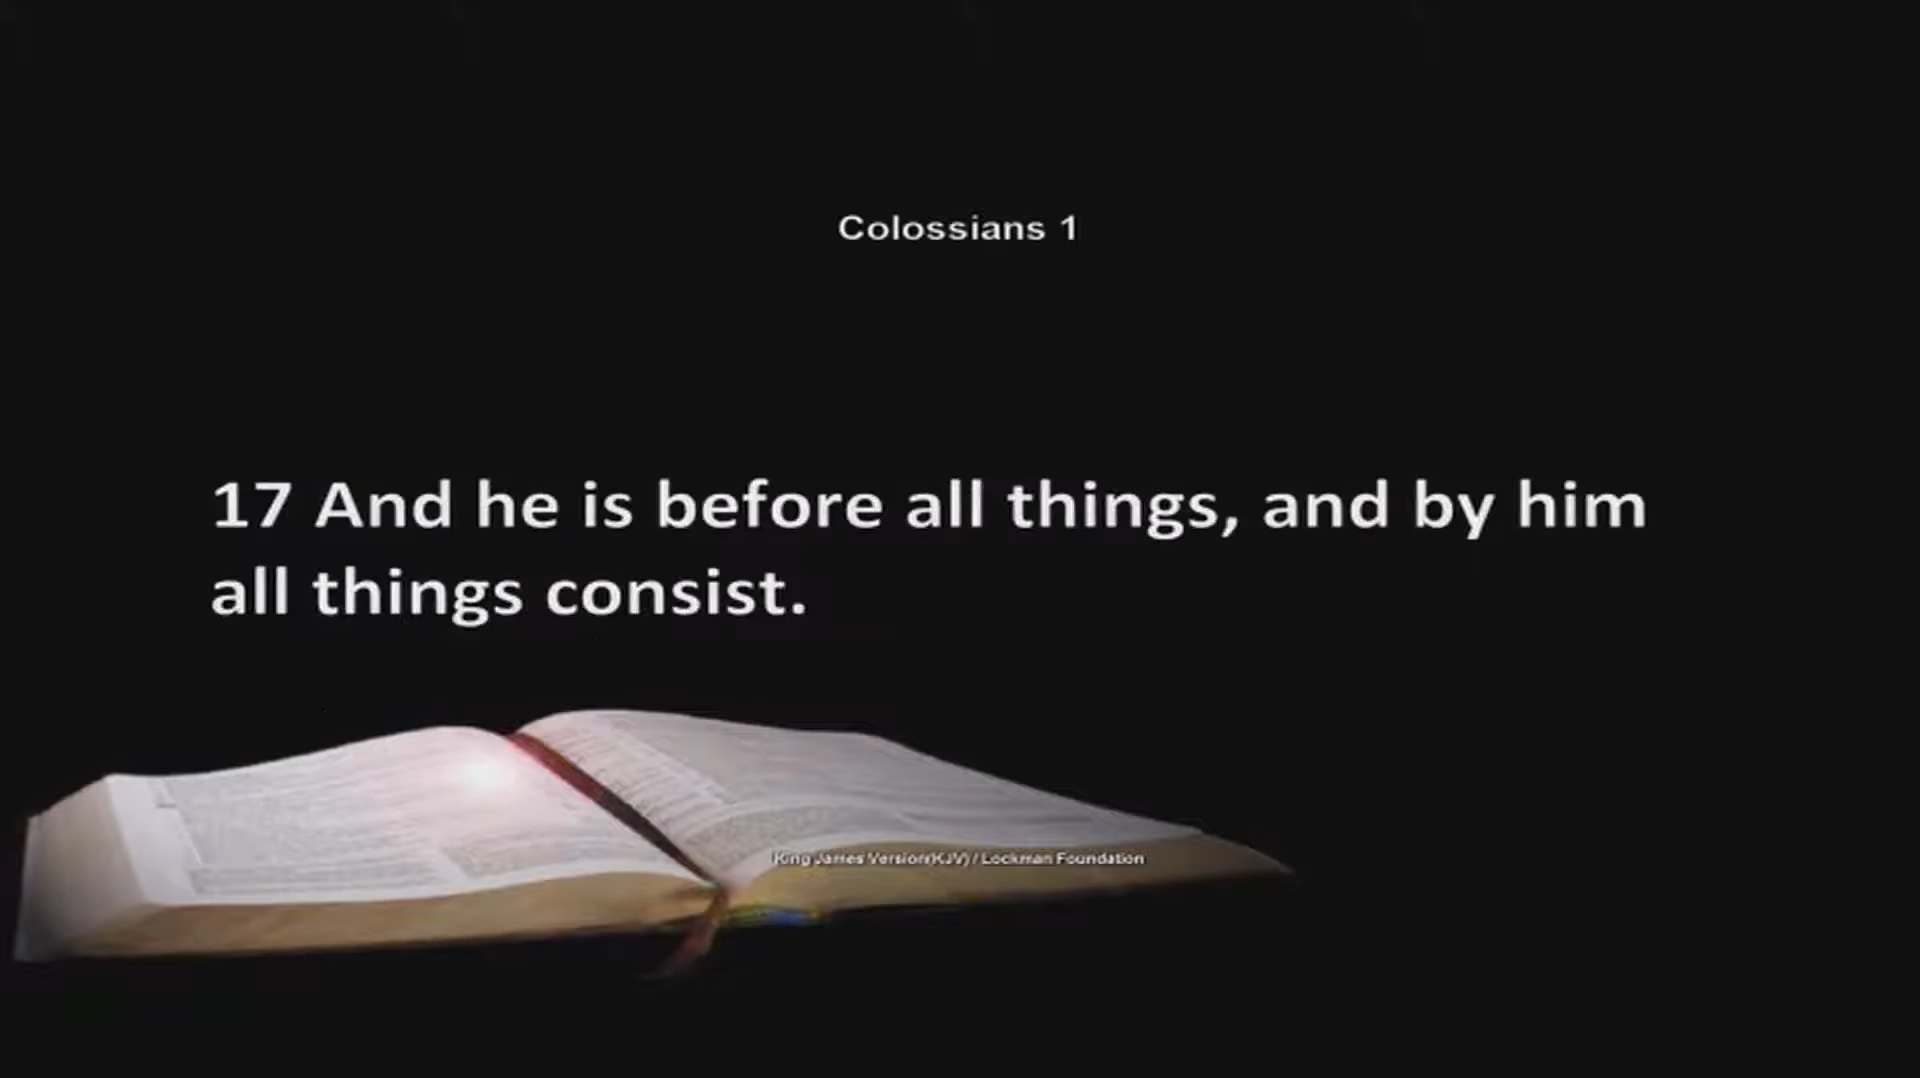 Colossians 1
17 And he is before all things, and by him
all things consist.
King James Version(KJV) / Lockman Foundation